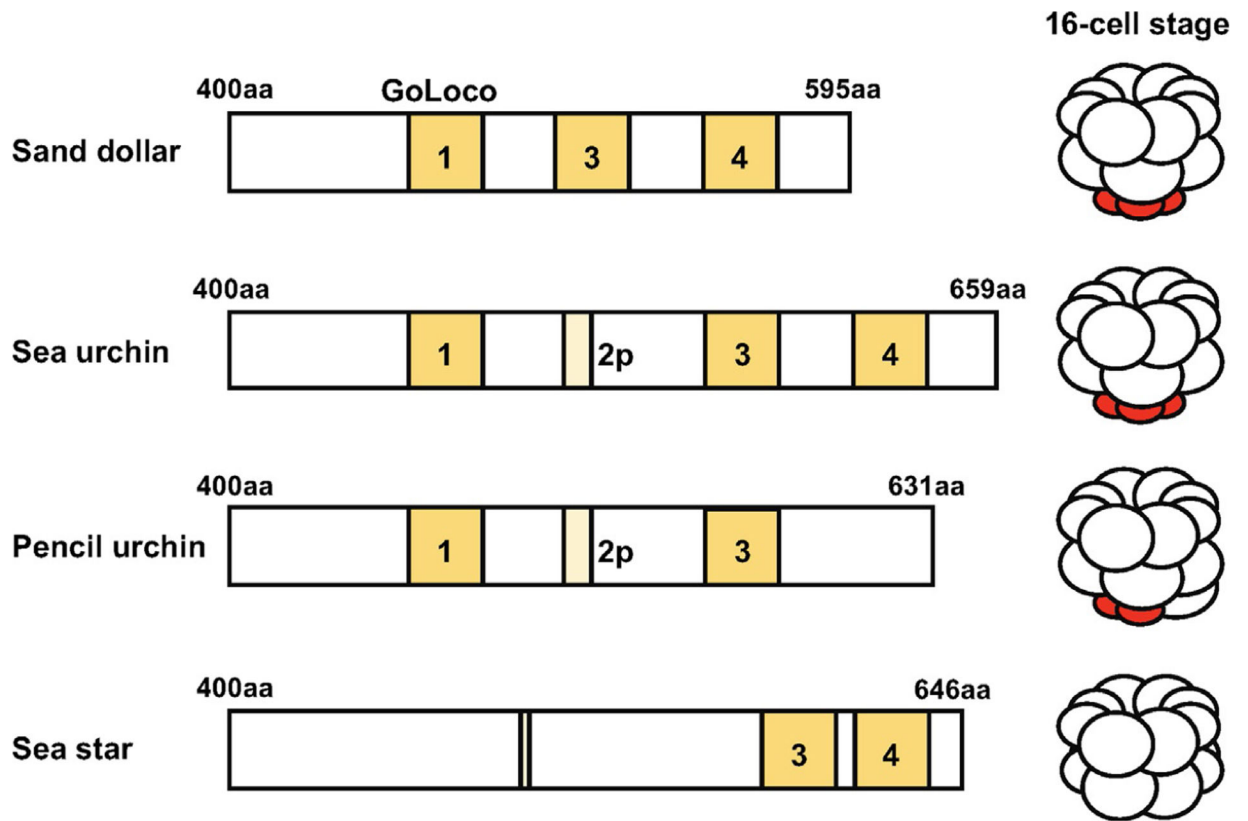 16-cell stage
400aa GoLoco 595aa
Sand dollar 1 3 4
400aa 659aa
Sea urchin 1 2p 3 4
400aa 631aa
Pencil urchin 1 2p 3
400aa 646aa
Sea star 3 4